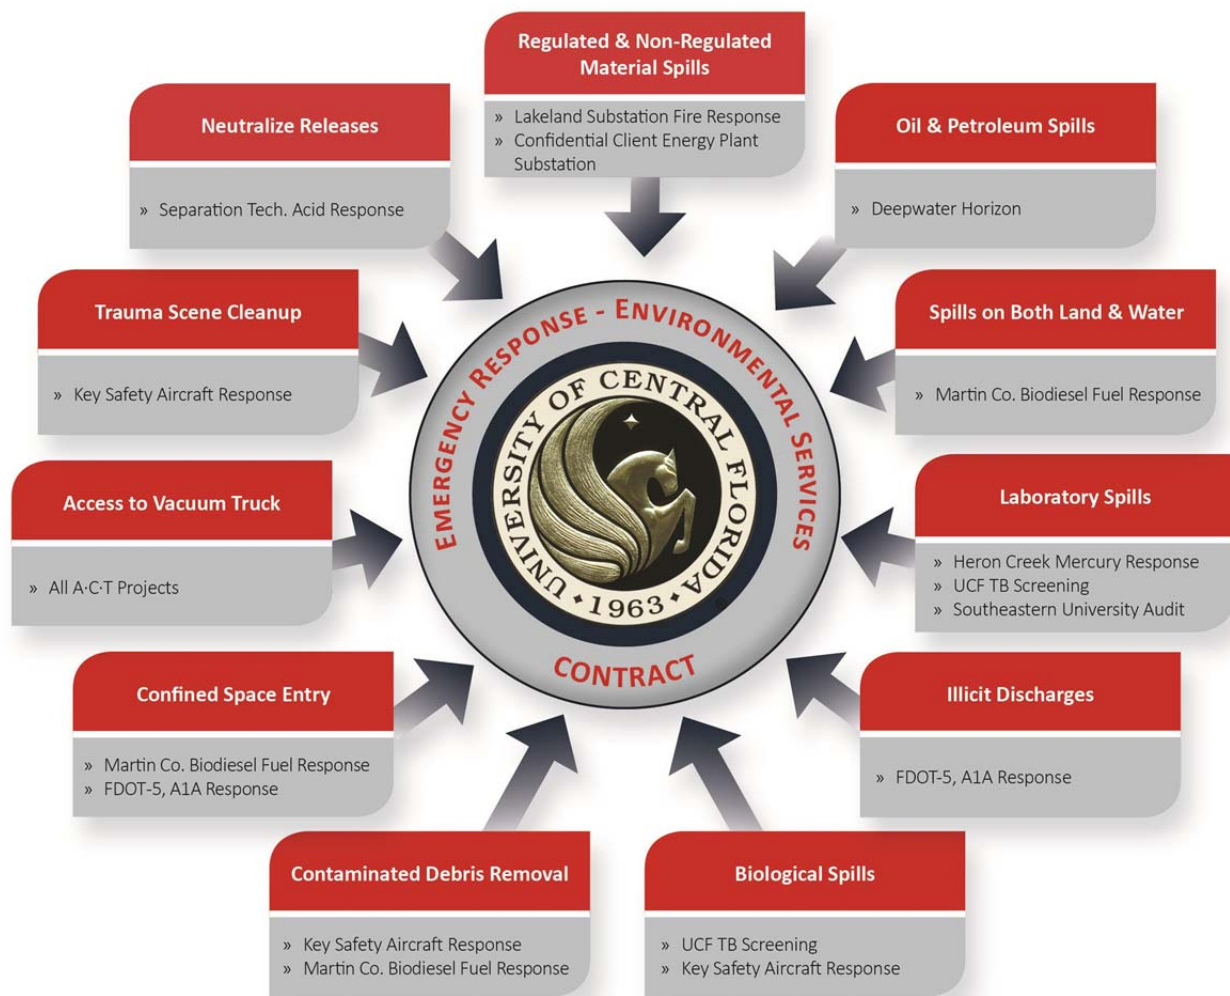 Regulated & Non-Regulated
Material Spills
» Lakeland Substation Fire Response
» Confidential Client Energy Plant
Substation
Oil & Petroleum Spills
» Deepwater Horizon
Spills on Both Land & Water
» Martin Co. Biodiesel Fuel Response
Laboratory Spills
» Heron Creek Mercury Response
» UCF TB Screening
» Southeastern University Audit
Illicit Discharges
» FDOT-5, A1A Response
Biological Spills
» UCF TB Screening
» Key Safety Aircraft Response
Contaminated Debris Removal
» Key Safety Aircraft Response
» Martin Co. Biodiesel Fuel Response
Confined Space Entry
» Martin Co. Biodiesel Fuel Response
» FDOT-5, A1A Response
Access to Vacuum Truck
» All A·C·T Projects
Trauma Scene Cleanup
» Key Safety Aircraft Response
Neutralize Releases
» Separation Tech. Acid Response
EMERGENCY RESPONSE - ENVIRONMENTAL SERVICES
CONTRACT
UNIVERSITY OF CENTRAL FLORIDA
• 1963 •
®